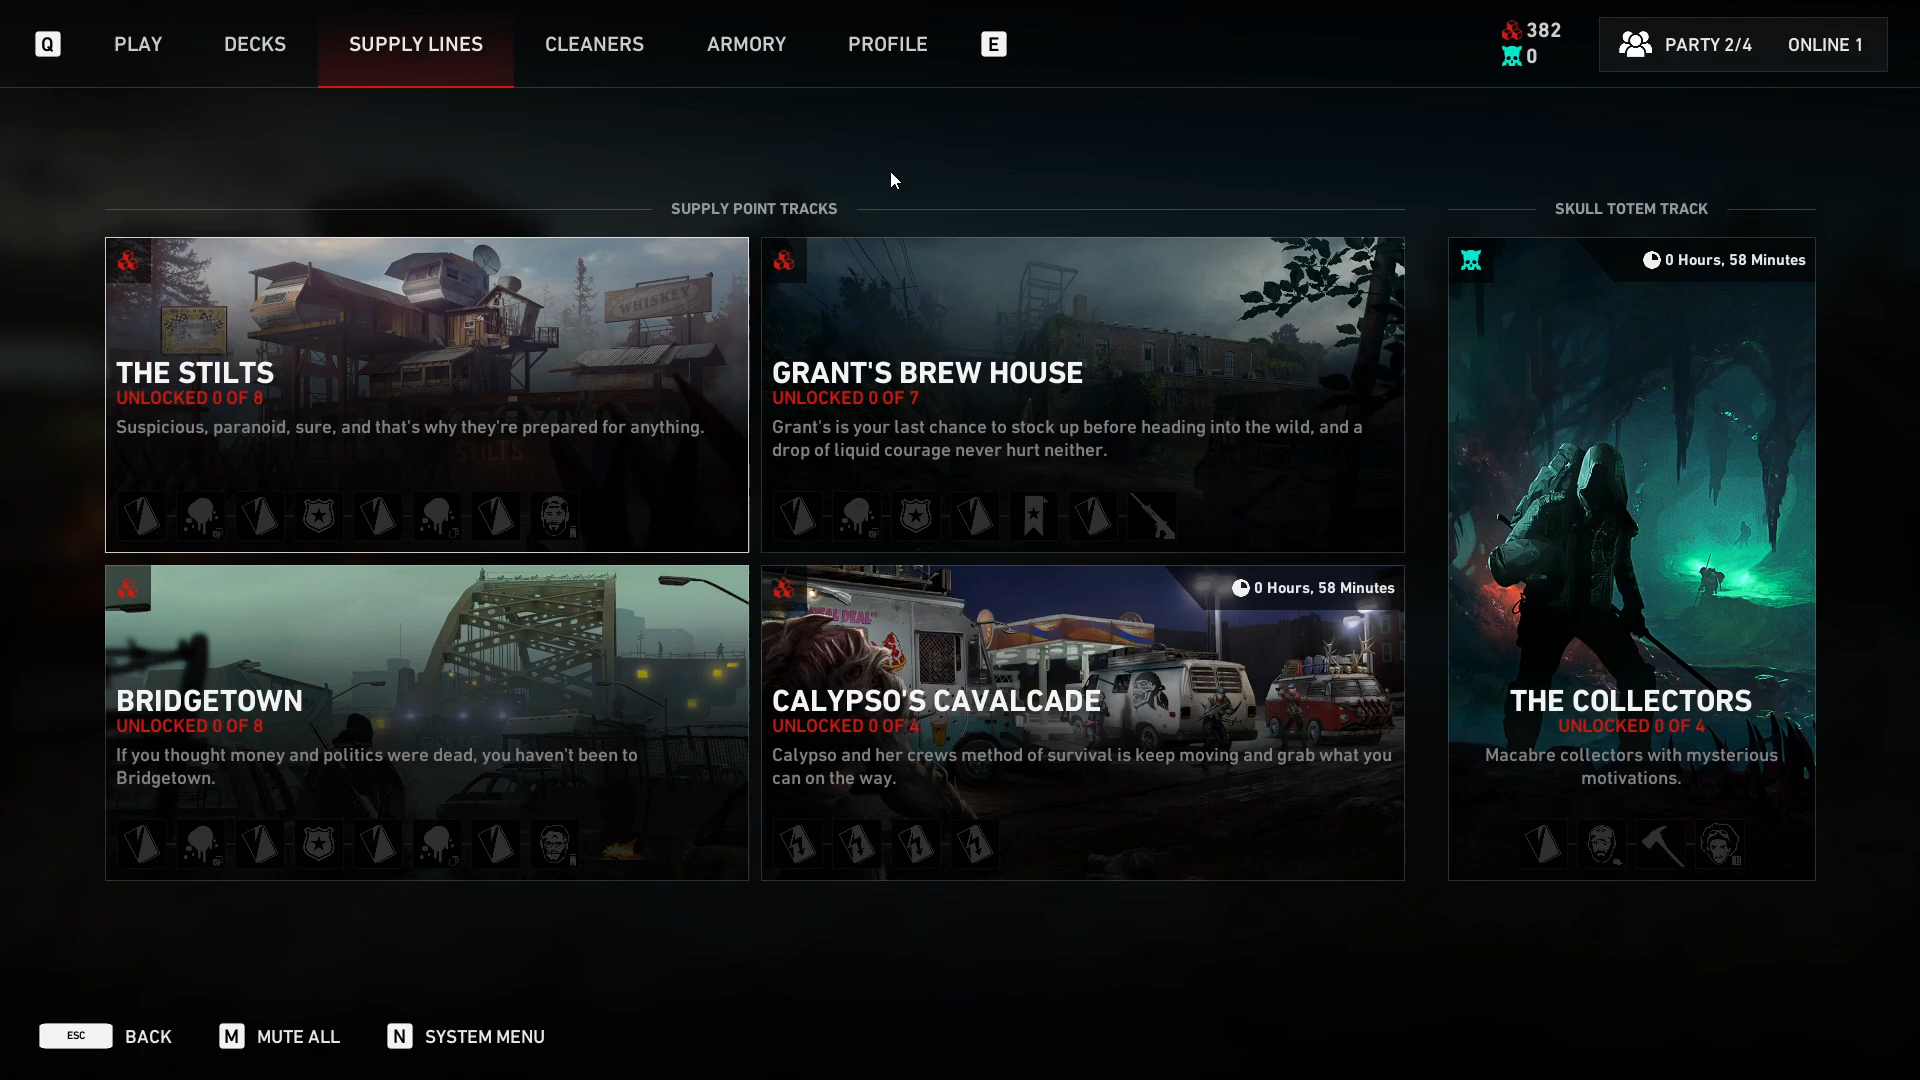 Q PLAY DECKS SUPPLY LINES CLEANERS ARMORY PROFILE E
382
0
PARTY 2/4 ONLINE 1
SUPPLY POINT TRACKS
SKULL TOTEM TRACK
WHISKEY
THE STILTS
UNLOCKED 0 OF 8
Suspicious, paranoid, sure, and that's why they're prepared for anything.
STILTS
GRANT'S BREW HOUSE
UNLOCKED 0 OF 7
Grant's is your last chance to stock up before heading into the wild, and a
drop of liquid courage never hurt neither.
BRIDGETOWN
UNLOCKED 0 OF 8
If you thought money and politics were dead, you haven't been to
Bridgetown.
0 Hours, 58 Minutes
DEAL"
CALYPSO'S CAVALCADE
UNLOCKED 0 OF 4
Calypso and her crews method of survival is keep moving and grab what you
can on the way.
0 Hours, 58 Minutes
THE COLLECTORS
UNLOCKED 0 OF 4
Macabre collectors with mysterious
motivations.
ESC BACK M MUTE ALL N SYSTEM MENU